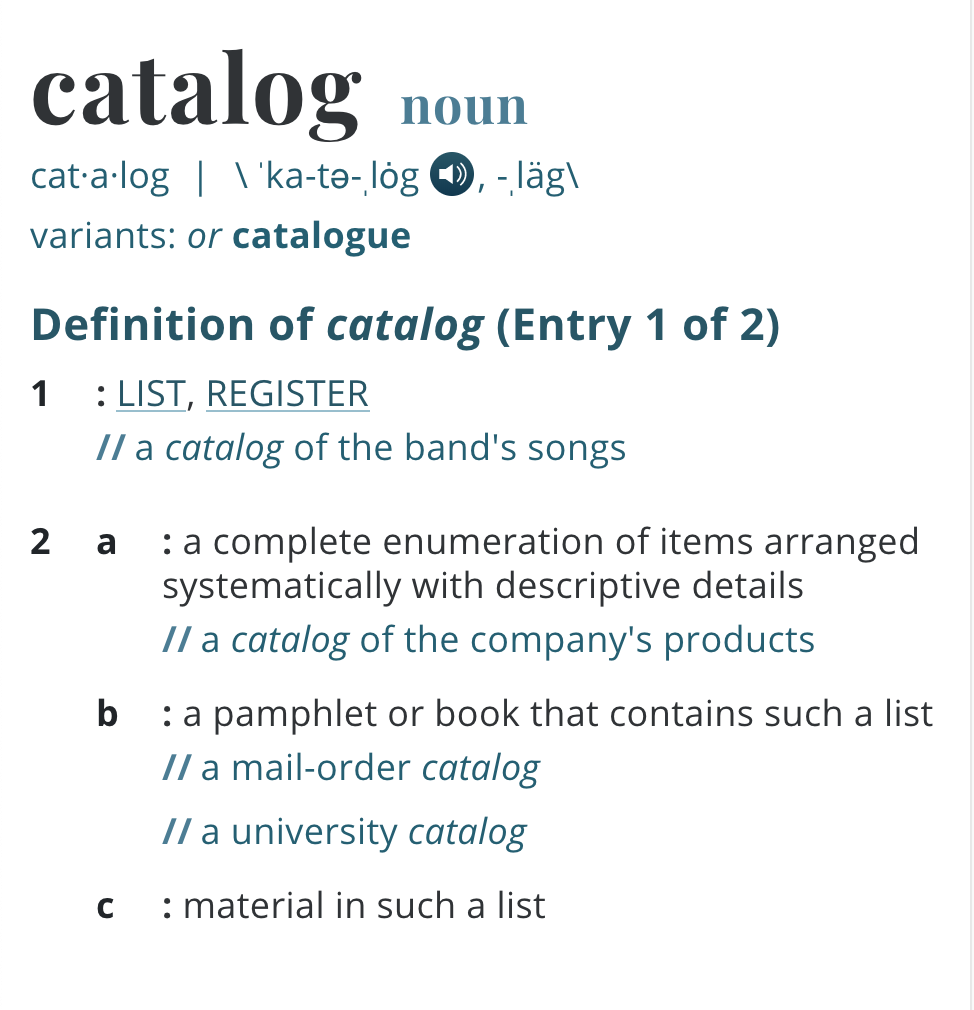 catalog noun
cat·a·log | \ ˈka-tə-ˌlȯg , -ˌläg\
variants: or catalogue
Definition of catalog (Entry 1 of 2)
1 : LIST, REGISTER
// a catalog of the band's songs
2 a : a complete enumeration of items arranged
systematically with descriptive details
// a catalog of the company's products
b : a pamphlet or book that contains such a list
// a mail-order catalog
// a university catalog
c : material in such a list